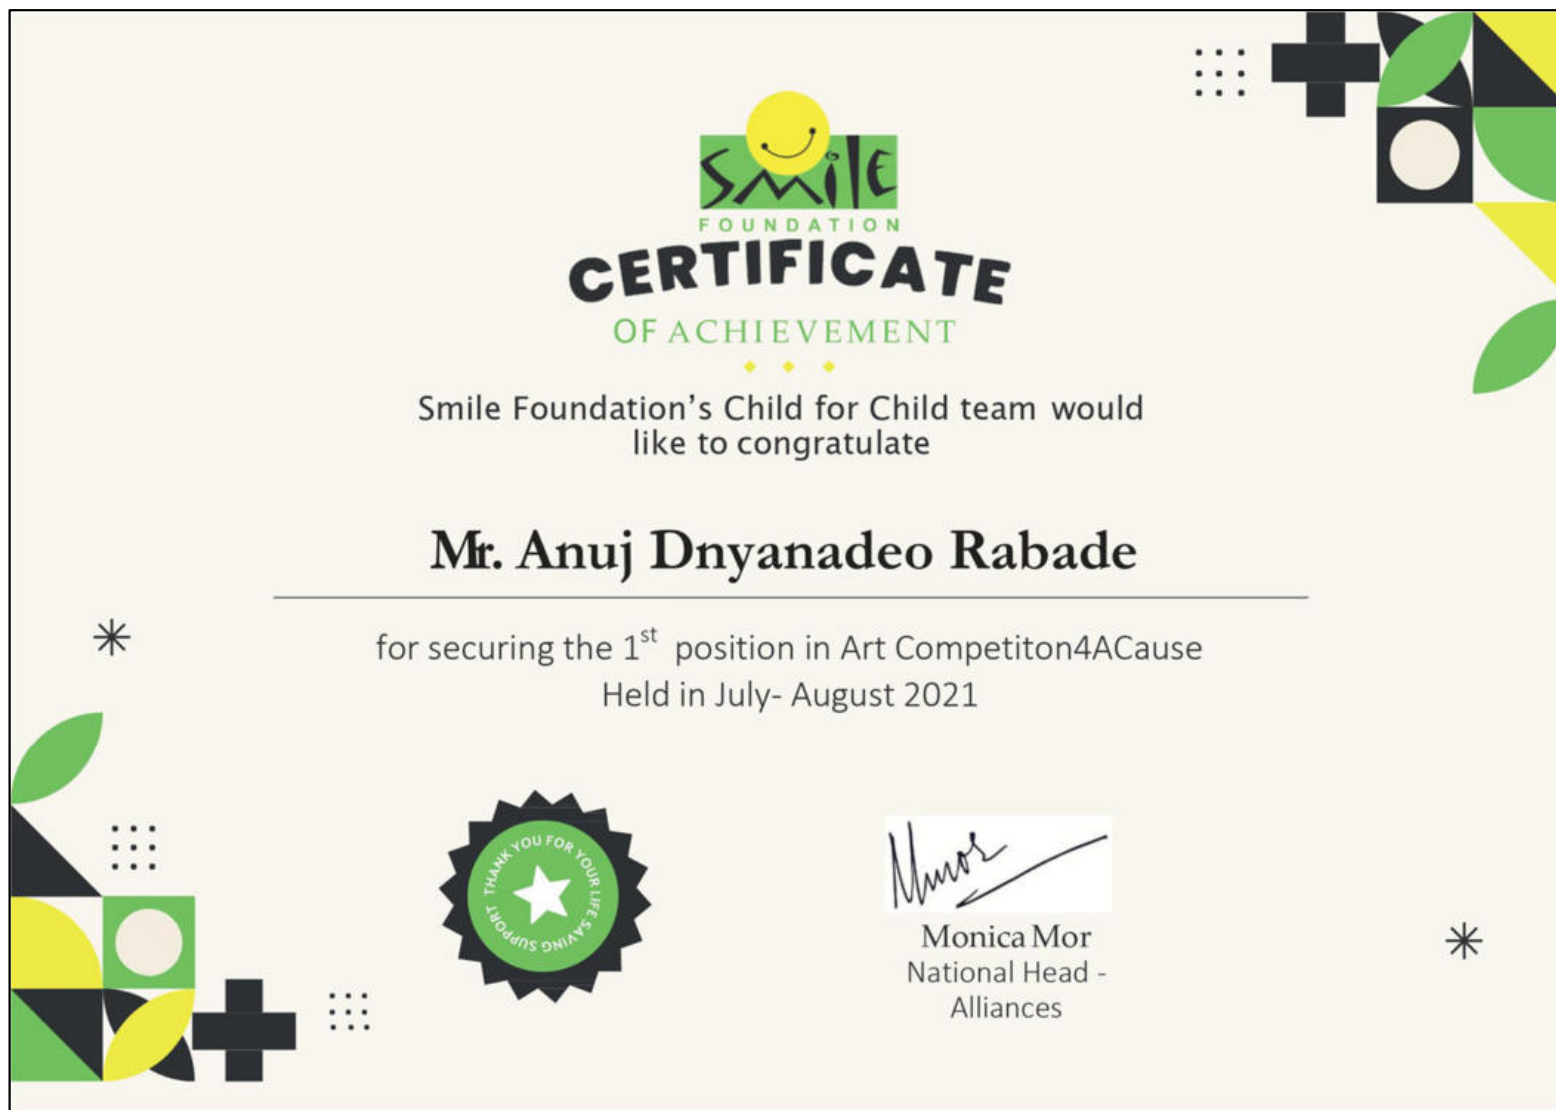 SMILE
FOUNDATION
CERTIFICATE
OF ACHIEVEMENT
Smile Foundation’s Child for Child team would
like to congratulate
Mr. Anuj Dnyanadeo Rabade
for securing the 1st position in Art Competiton4ACause
Held in July- August 2021
THANK YOU FOR YOUR LIFE SAVING SUPPORT
Monica Mor
National Head -
Alliances